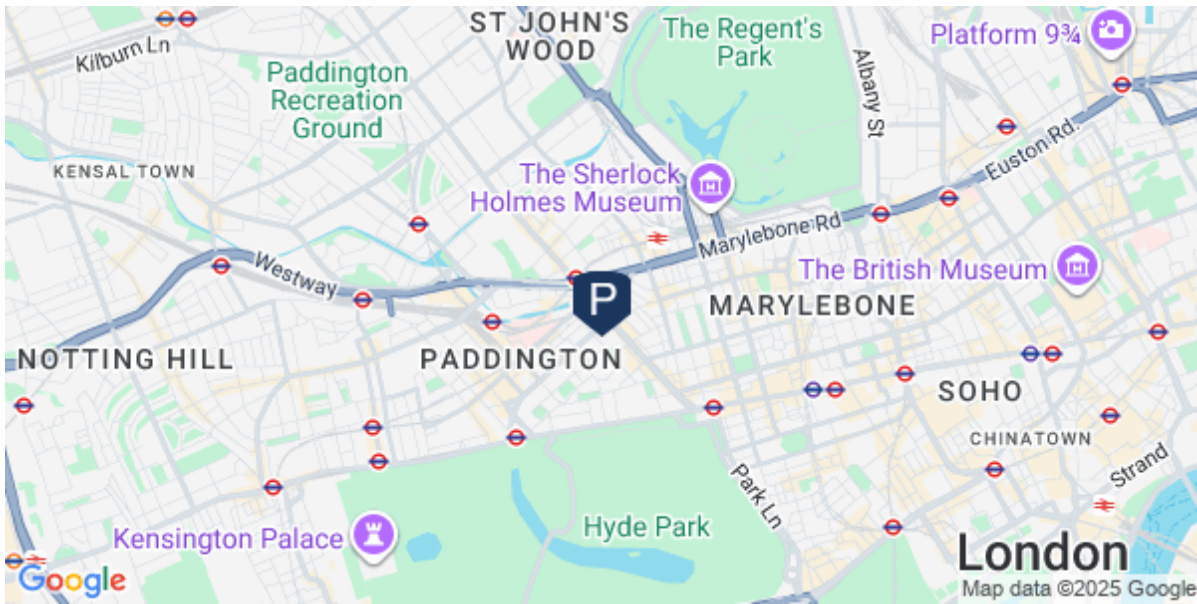 ST JOHN'S
WOOD
The Regent's
Park
Platform 9¾
Kilburn Ln
Paddington
Recreation
Ground
Albany St
Euston Rd.
KENSAL TOWN
The Sherlock
Holmes Museum
Marylebone Rd
Westway
The British Museum
P
MARYLEBONE
NOTTING HILL
PADDINGTON
SOHO
CHINATOWN
Strand
Park Ln
Kensington Palace
Hyde Park
London
Google
Map data ©2025 Google